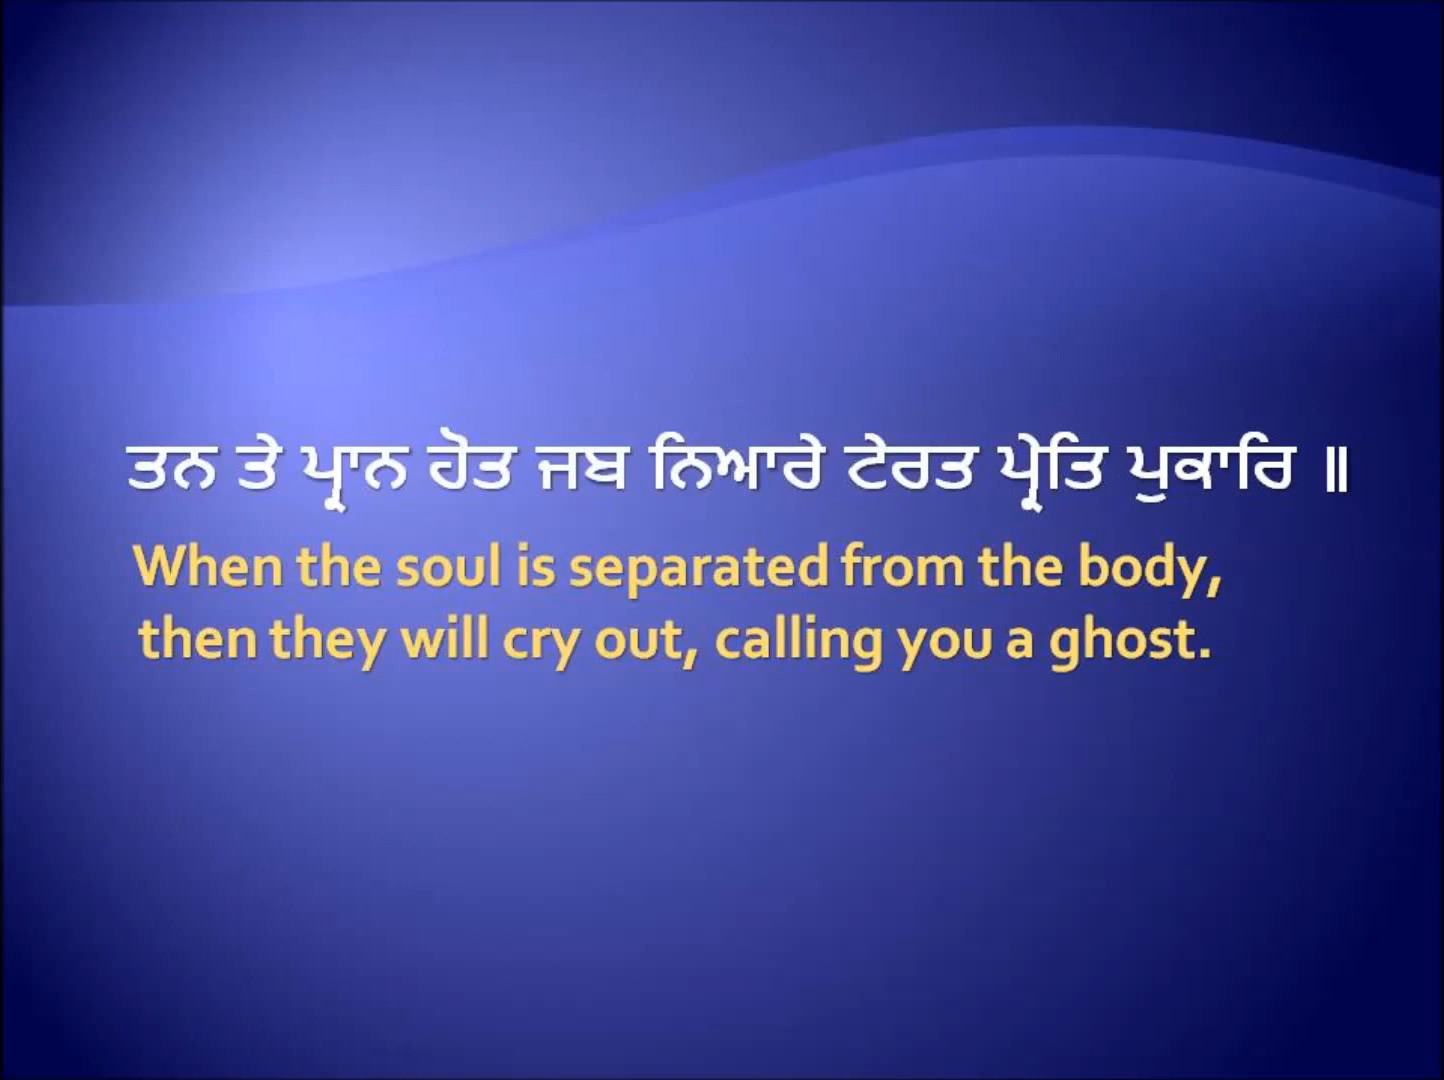 ਤਨ ਤੇ ਪ੍ਰਾਨ ਹੋਤ ਜਬ ਨਿਆਰੇ ਟੇਰਤ ਪ੍ਰੇਤਿ ਪੁਕਾਰਿ ॥
When the soul is separated from the body,
then they will cry out, calling you a ghost.